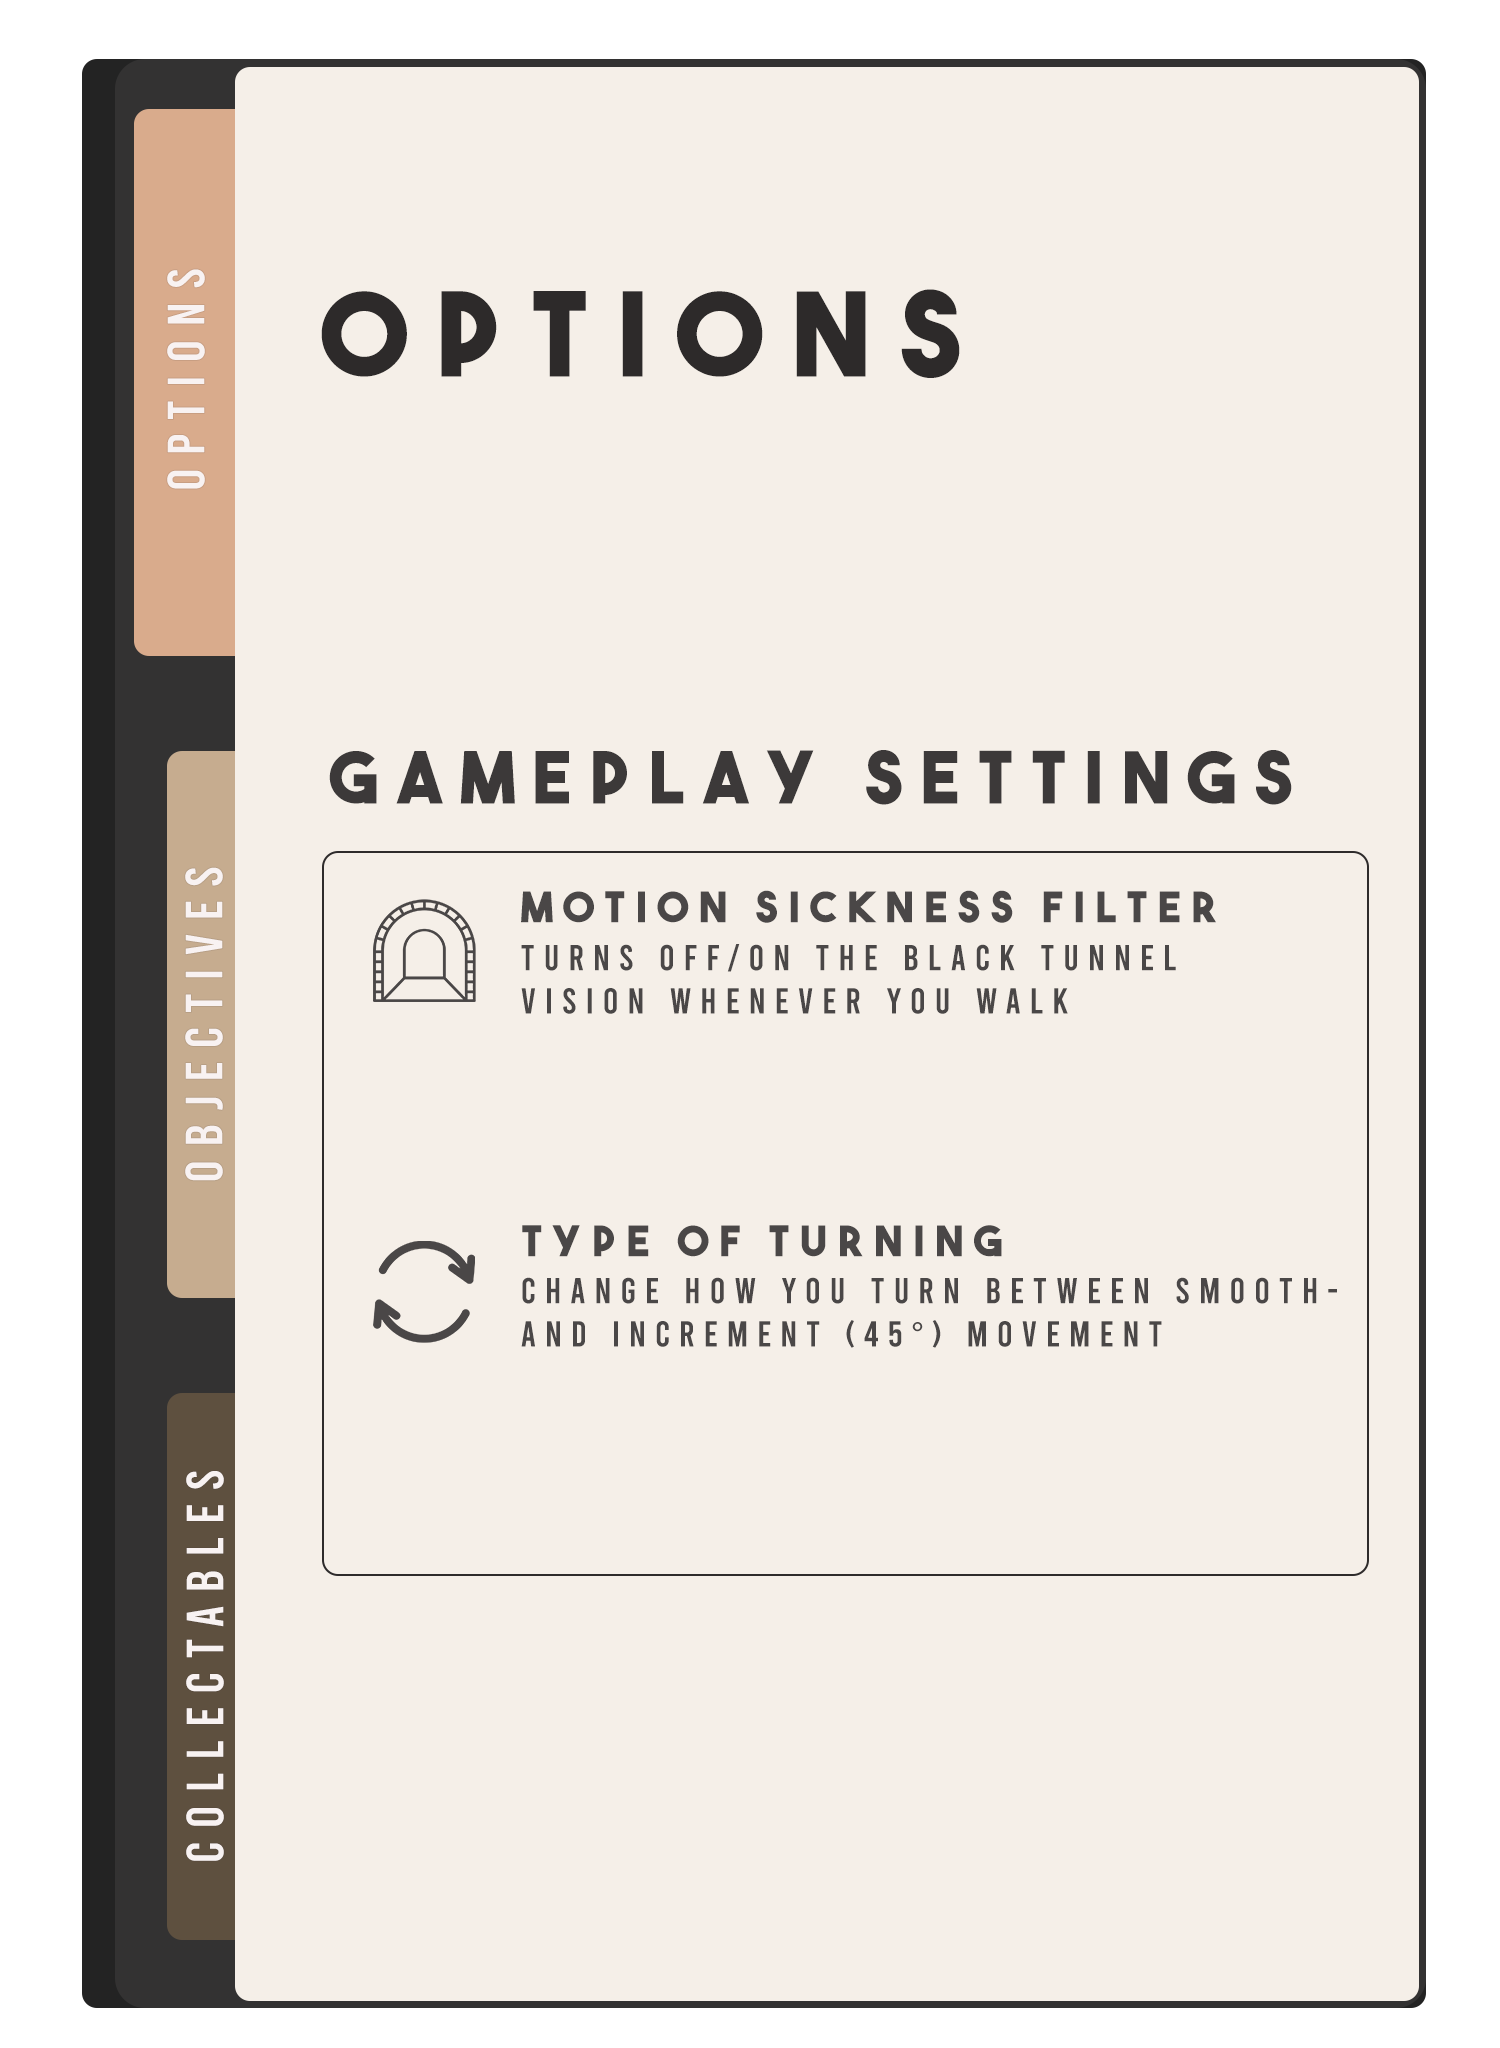 OPTIONS
OBJECTIVES
COLLECTABLES
OPTIONS
GAMEPLAY SETTINGS
MOTION SICKNESS FILTER
TURNS OFF/ON THE BLACK TUNNEL
VISION WHENEVER YOU WALK
TYPE OF TURNING
CHANGE HOW YOU TURN BETWEEN SMOOTH-
AND INCREMENT (45°) MOVEMENT